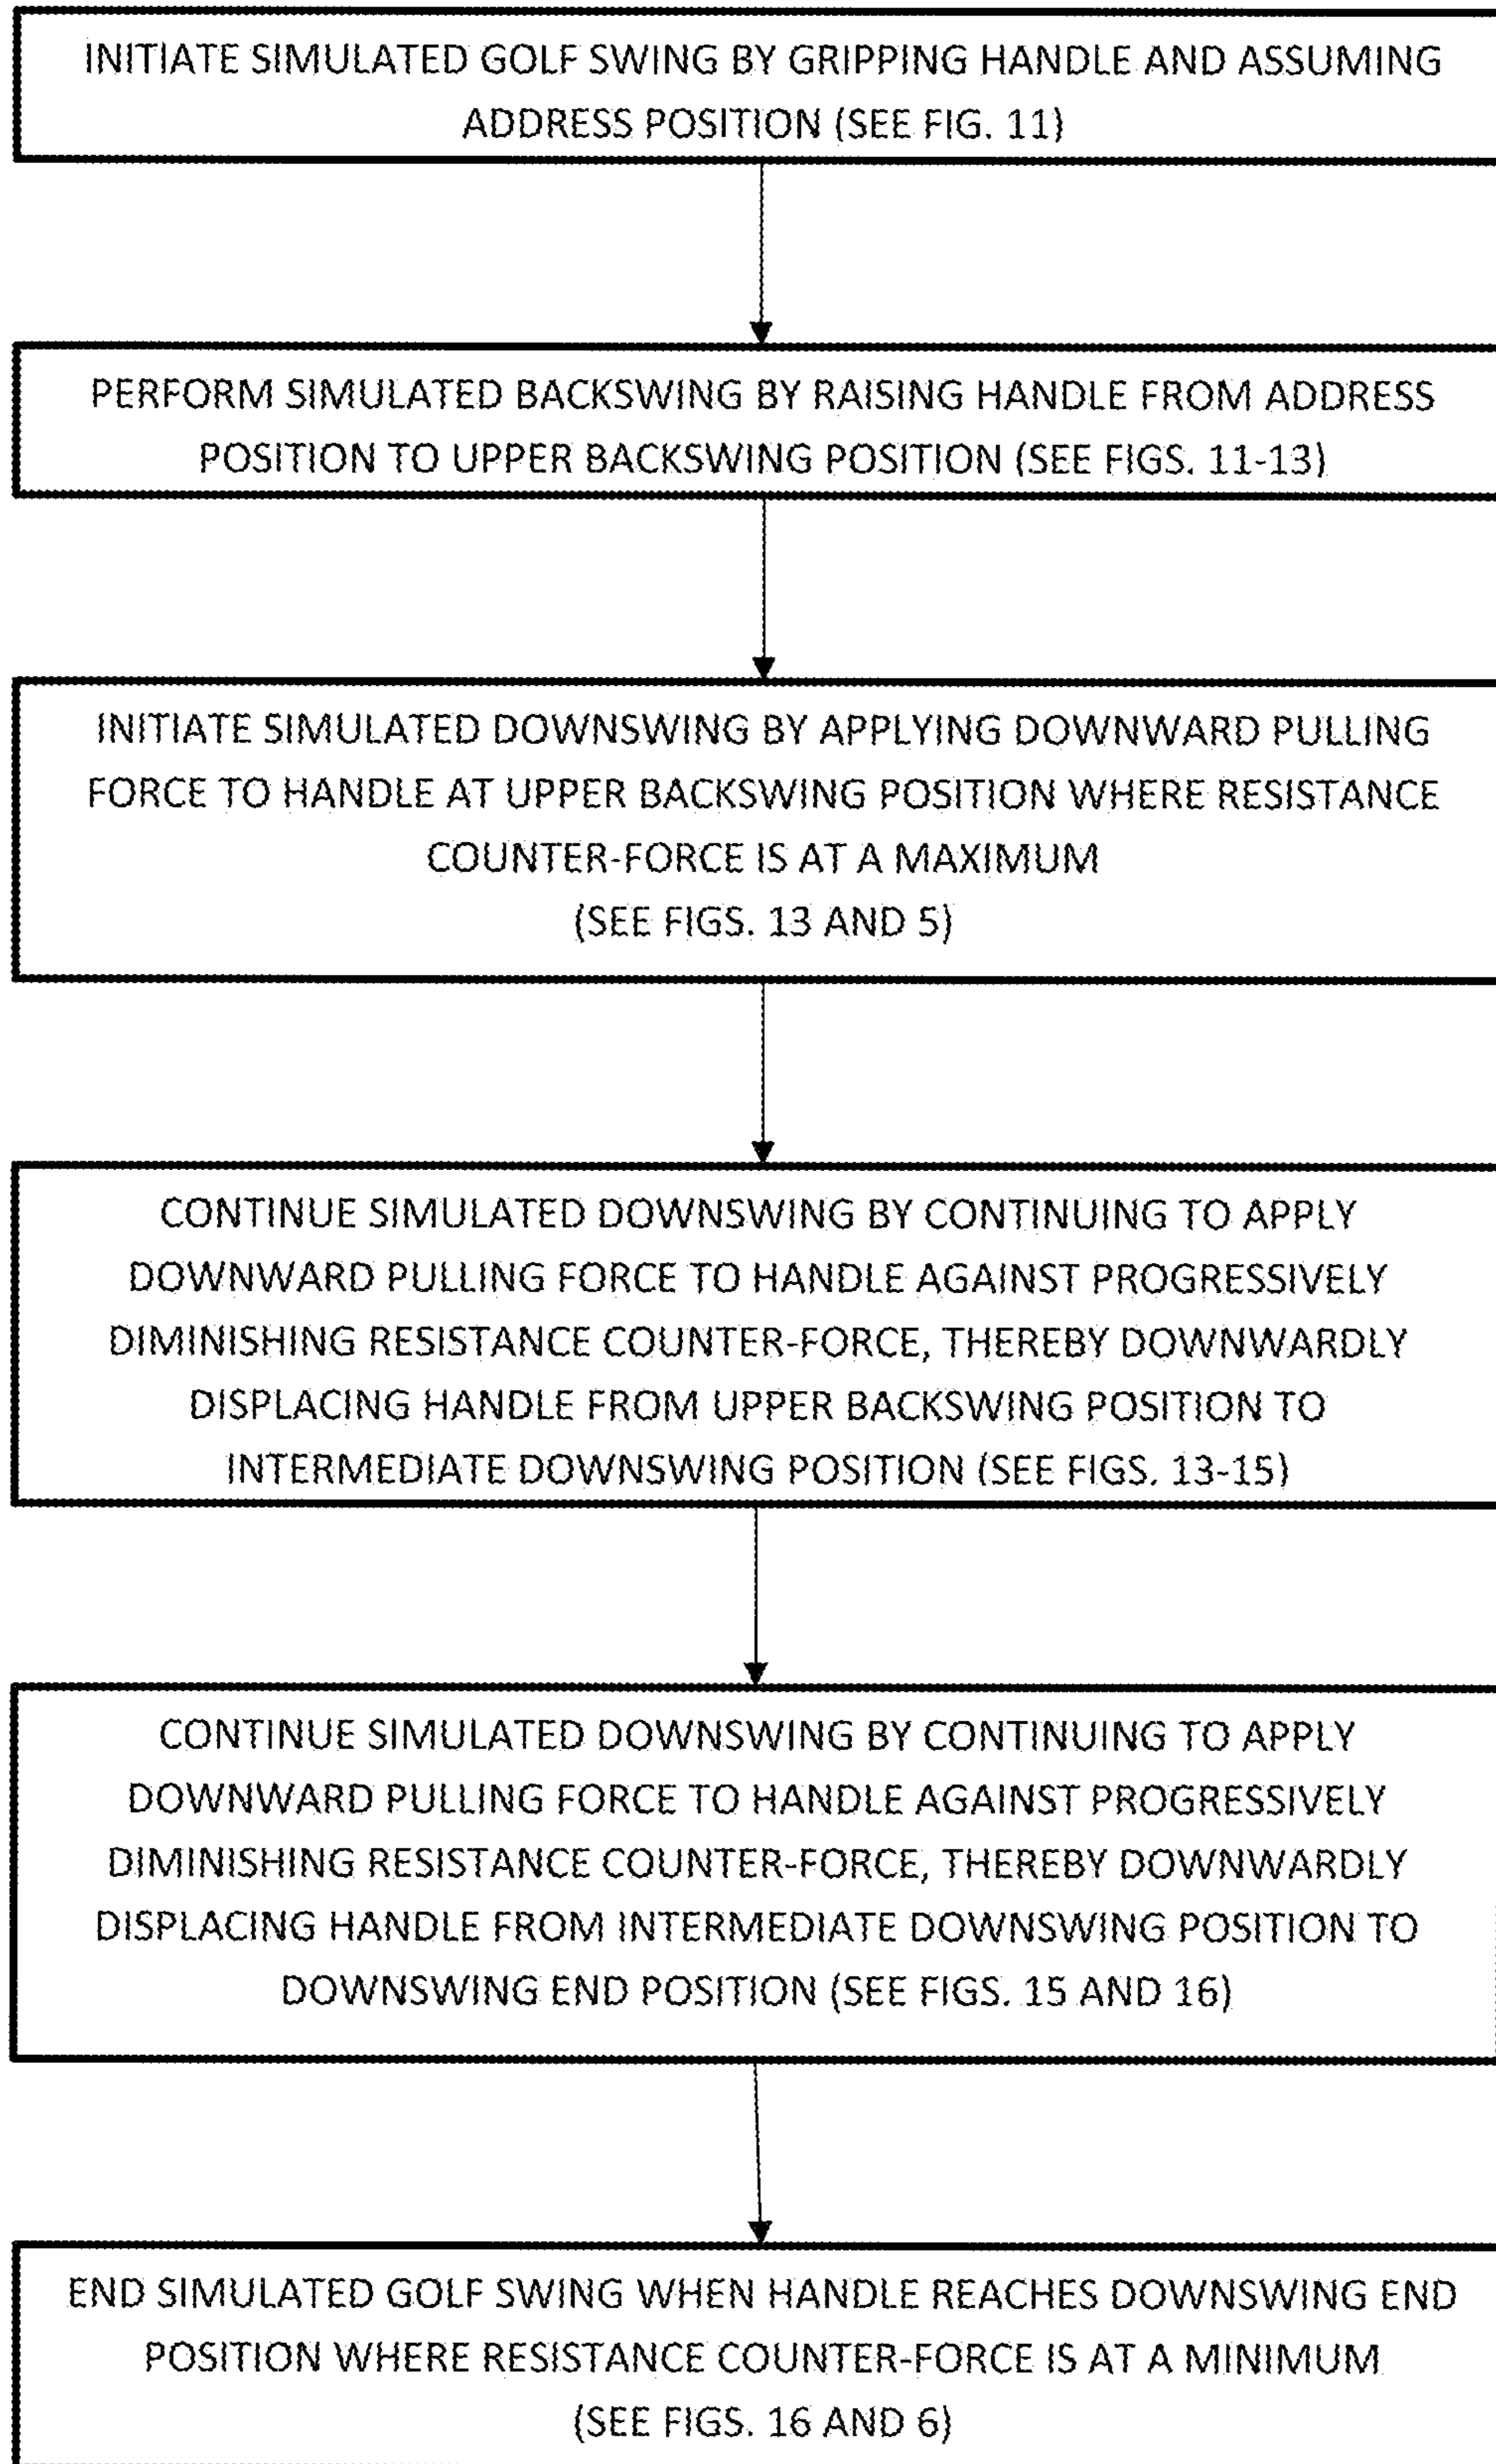 INITIATE SIMULATED GOLF SWING BY GRIPPING HANDLE AND ASSUMING
ADDRESS POSITION (SEE FIG. 11)
PERFORM SIMULATED BACKSWING BY RAISING HANDLE FROM ADDRESS
POSITION TO UPPER BACKSWING POSITION (SEE FIGS. 11-13)
INITIATE SIMULATED DOWNSWING BY APPLYING DOWNWARD PULLING
FORCE TO HANDLE AT UPPER BACKSWING POSITION WHERE RESISTANCE
COUNTER-FORCE IS AT A MAXIMUM
(SEE FIGS. 13 AND 5)
CONTINUE SIMULATED DOWNSWING BY CONTINUING TO APPLY
DOWNWARD PULLING FORCE TO HANDLE AGAINST PROGRESSIVELY
DIMINISHING RESISTANCE COUNTER-FORCE, THEREBY DOWNWARDLY
DISPLACING HANDLE FROM UPPER BACKSWING POSITION TO
INTERMEDIATE DOWNSWING POSITION (SEE FIGS. 13-15)
CONTINUE SIMULATED DOWNSWING BY CONTINUING TO APPLY
DOWNWARD PULLING FORCE TO HANDLE AGAINST PROGRESSIVELY
DIMINISHING RESISTANCE COUNTER-FORCE, THEREBY DOWNWARDLY
DISPLACING HANDLE FROM INTERMEDIATE DOWNSWING POSITION TO
DOWNSWING END POSITION (SEE FIGS. 15 AND 16)
END SIMULATED GOLF SWING WHEN HANDLE REACHES DOWNSWING END
POSITION WHERE RESISTANCE COUNTER-FORCE IS AT A MINIMUM
(SEE FIGS. 16 AND 6)